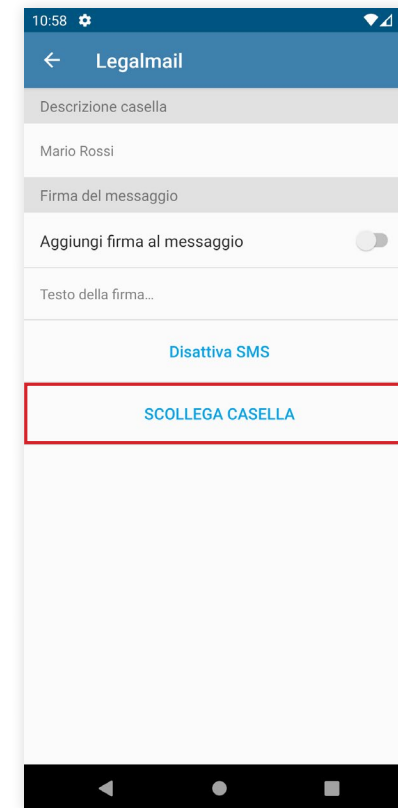 10:58
Legalmail
Descrizione casella
Mario Rossi
Firma del messaggio
Aggiungi firma al messaggio
Testo della firma...
Disattiva SMS
SCOLLEGA CASELLA